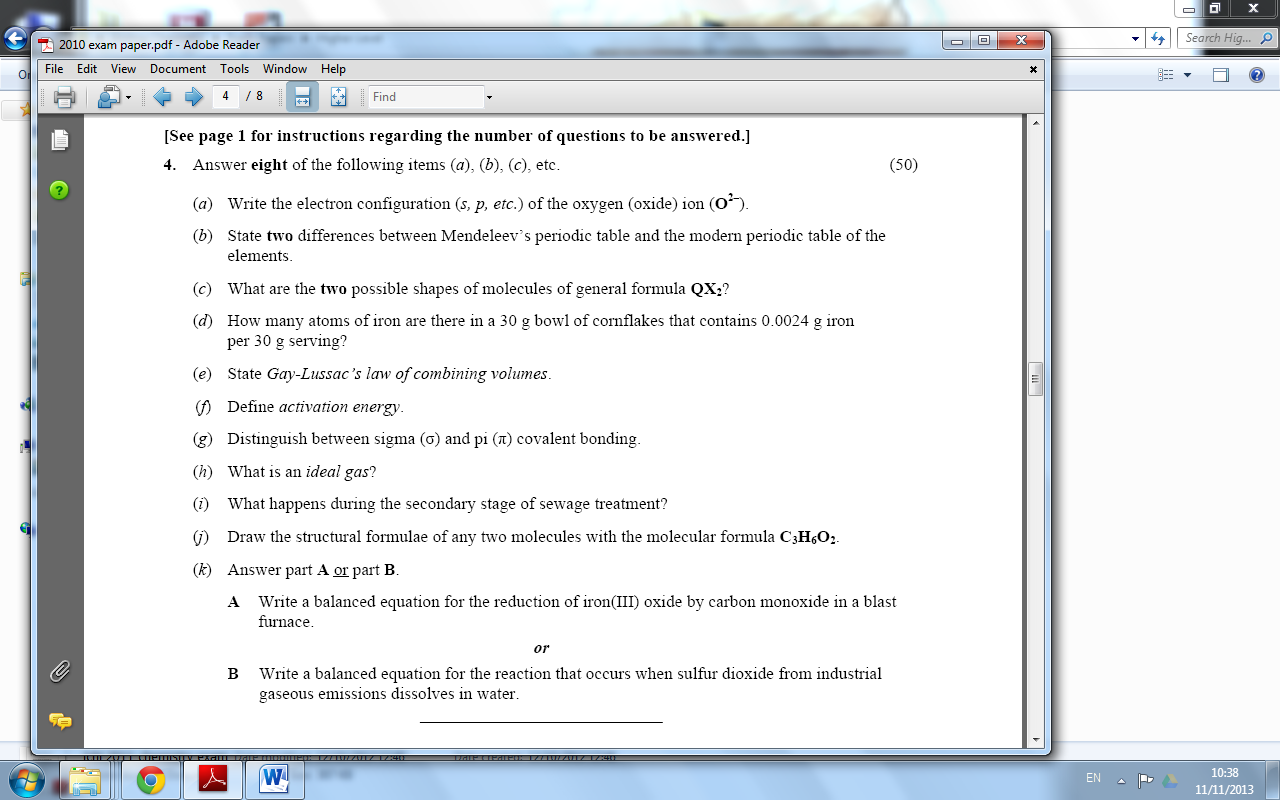 2010 exam paper.pdf - Adobe Reader
Search Hig...
File Edit View Document Tools Window Help
4 / 8 Find
[See page 1 for instructions regarding the number of questions to be answered.]
4. Answer eight of the following items (a), (b), (c), etc. (50)
(a) Write the electron configuration (s, p, etc.) of the oxygen (oxide) ion (O²⁻).
(b) State two differences between Mendeleev's periodic table and the modern periodic table of the
elements.
(c) What are the two possible shapes of molecules of general formula QX₂?
(d) How many atoms of iron are there in a 30 g bowl of cornflakes that contains 0.0024 g iron
per 30 g serving?
(e) State Gay-Lussac's law of combining volumes.
(f) Define activation energy.
(g) Distinguish between sigma (σ) and pi (π) covalent bonding.
(h) What is an ideal gas?
(i) What happens during the secondary stage of sewage treatment?
(j) Draw the structural formulae of any two molecules with the molecular formula C₃H₆O₂.
(k) Answer part A or part B.
A Write a balanced equation for the reduction of iron(III) oxide by carbon monoxide in a blast
furnace.
or
B Write a balanced equation for the reaction that occurs when sulfur dioxide from industrial
gaseous emissions dissolves in water.
EN
10:38
11/11/2013